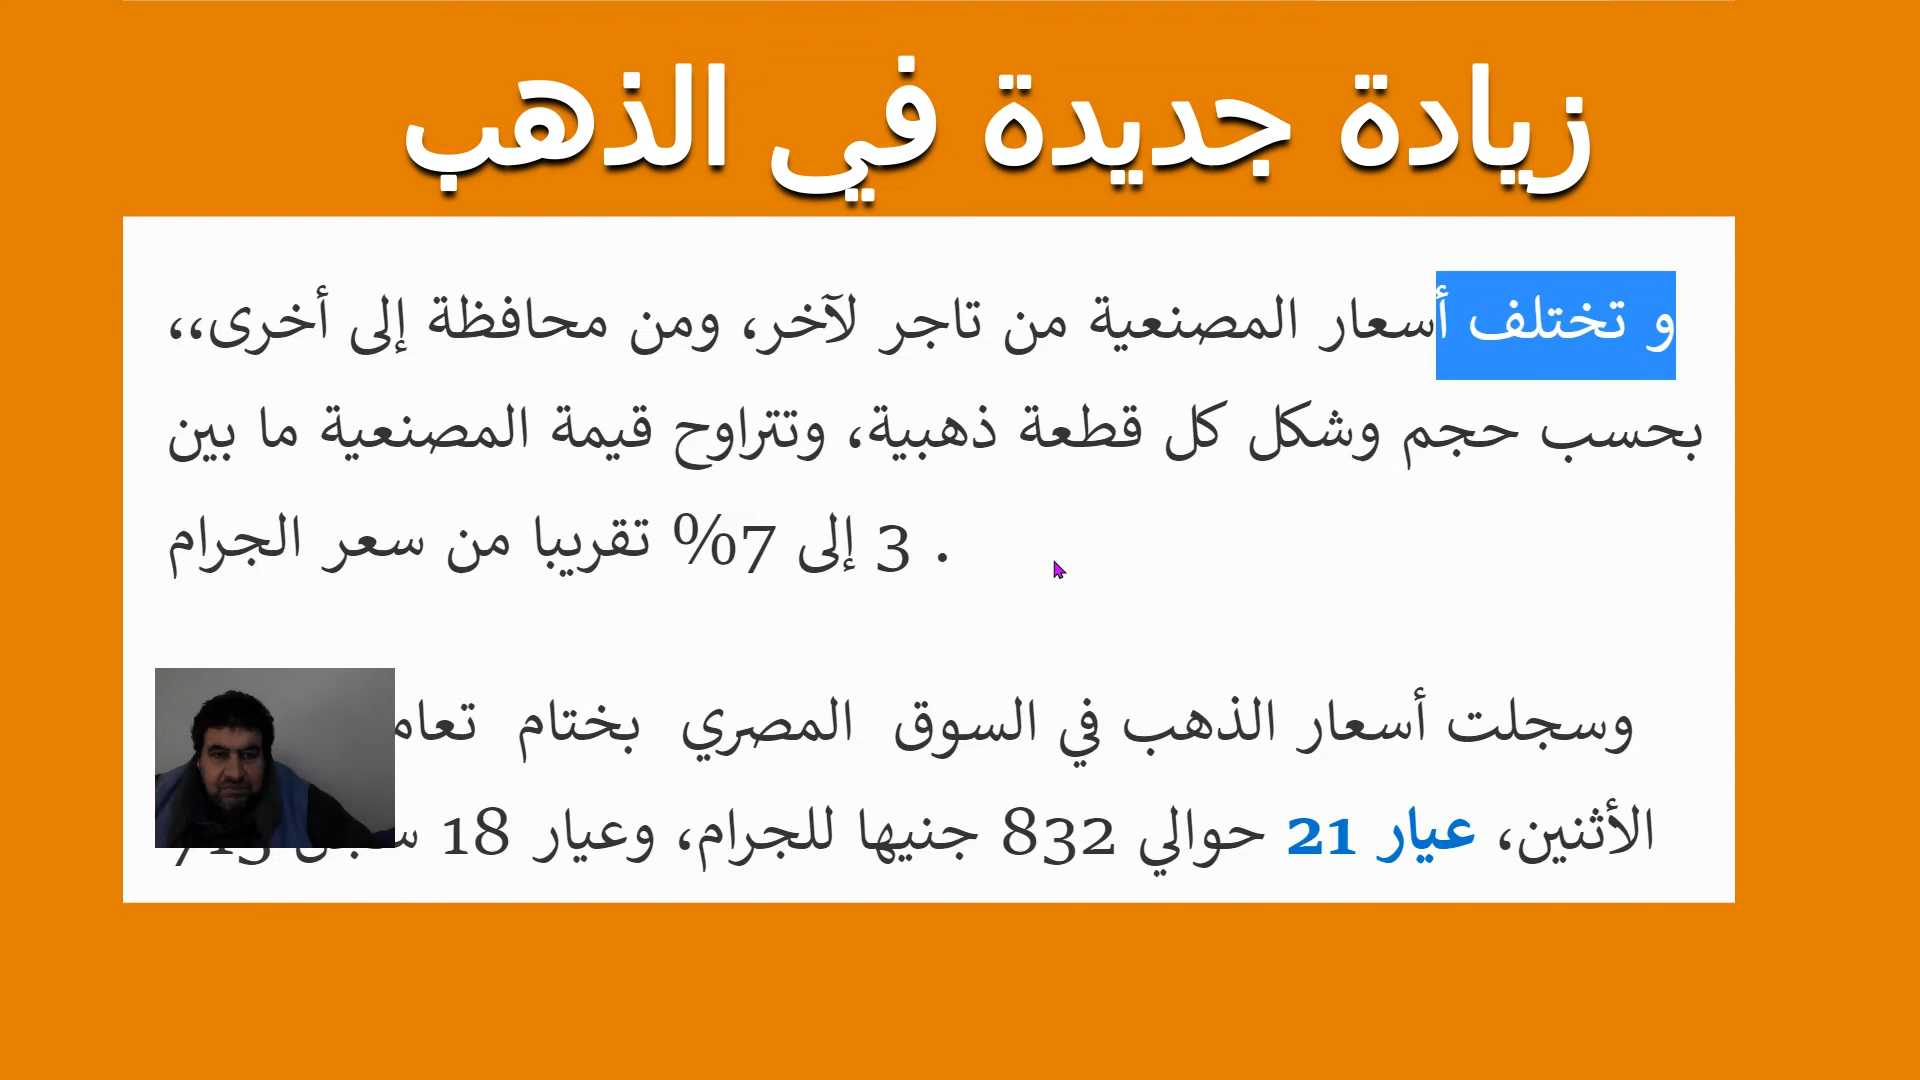 زيادة جديدة في الذهب
و تختلف أسعار المصنعية من تاجر لآخر، ومن محافظة إلى أخرى،،
بحسب حجم وشكل كل قطعة ذهبية، وتتراوح قيمة المصنعية ما بين
. 3 إلى 7% تقريبا من سعر الجرام
وسجلت أسعار الذهب في السوق المصري بختام
الأثنين، عيار 21 حوالي 832 جنيها للجرام، وعيار 18